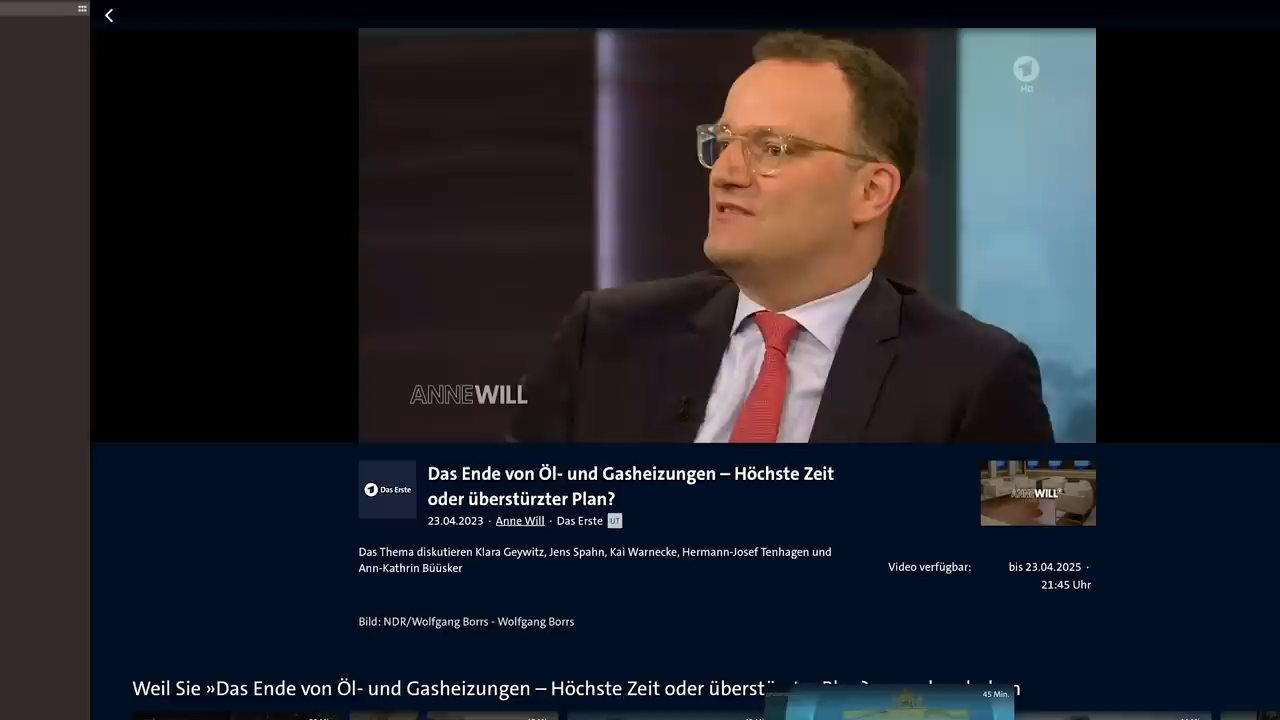 HD
ANNEWILL
Das Erste
Das Ende von Öl- und Gasheizungen – Höchste Zeit
oder überstürzter Plan?
23.04.2023 · Anne Will · Das Erste UT
ANNEWILL
Das Thema diskutieren Klara Geywitz, Jens Spahn, Kai Warnecke, Hermann-Josef Tenhagen und
Ann-Kathrin Büüsker
Video verfügbar:
bis 23.04.2025 ·
21:45 Uhr
Bild: NDR/Wolfgang Borrs - Wolfgang Borrs
Weil Sie »Das Ende von Öl- und Gasheizungen – Höchste Zeit oder
45 Min.